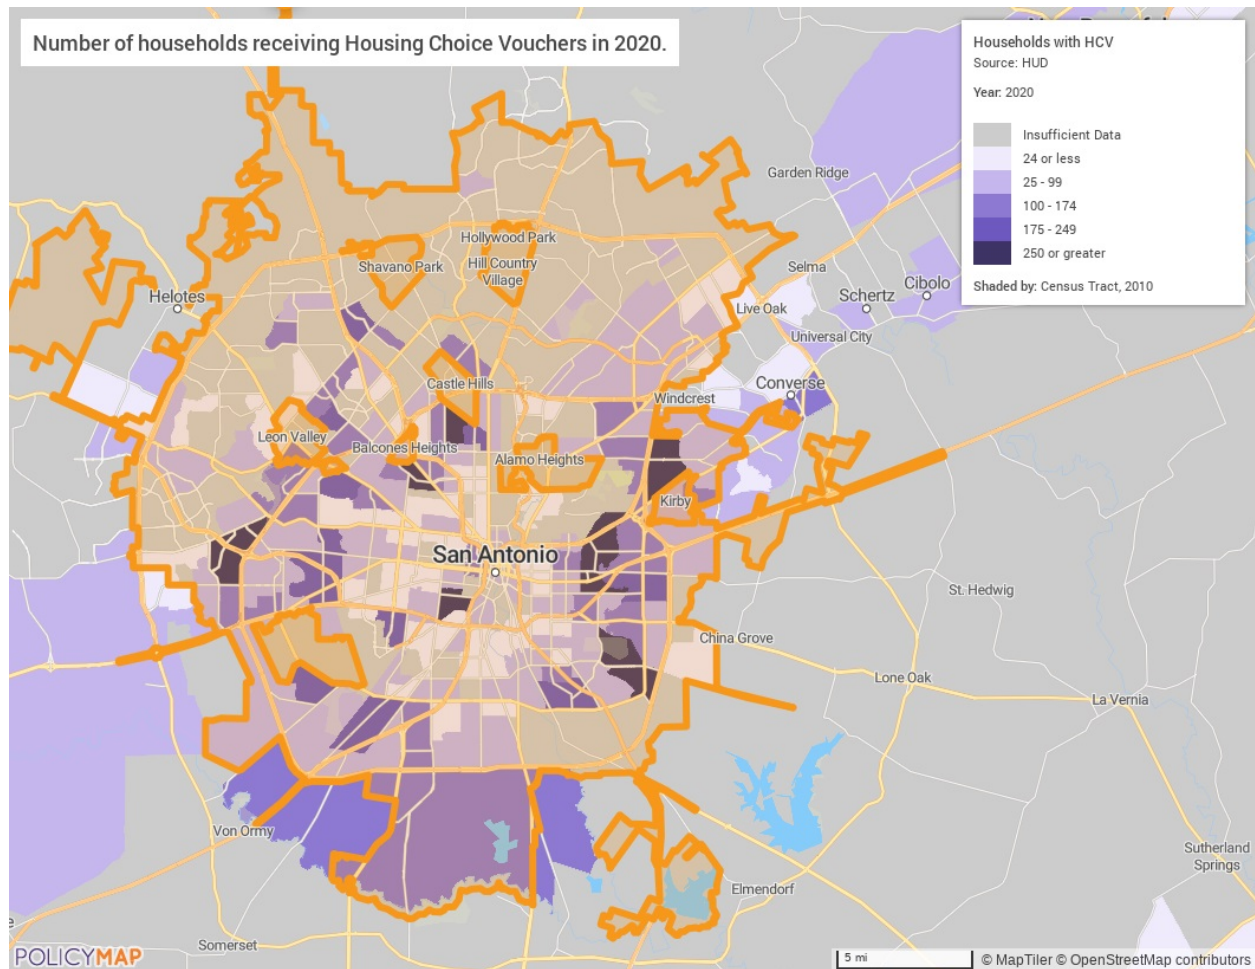 Number of households receiving Housing Choice Vouchers in 2020.
Households with HCV
Source: HUD
Year: 2020
Insufficient Data
24 or less
25 - 99
100 - 174
175 - 249
250 or greater
Shaded by: Census Tract, 2010
Garden Ridge
Hollywood Park
Shavano Park
Hill Country
Village
Selma
Helotes
Schertz
Cibolo
Live Oak
Universal City
Castle Hills
Converse
Windcrest
Leon Valley
Balcones Heights
Alamo Heights
Kirby
San Antonio
St. Hedwig
China Grove
Lone Oak
La Vernia
Von Ormy
Sutherland
Springs
Elmendorf
Somerset
POLICYMAP
5 mi
© MapTiler © OpenStreetMap contributors